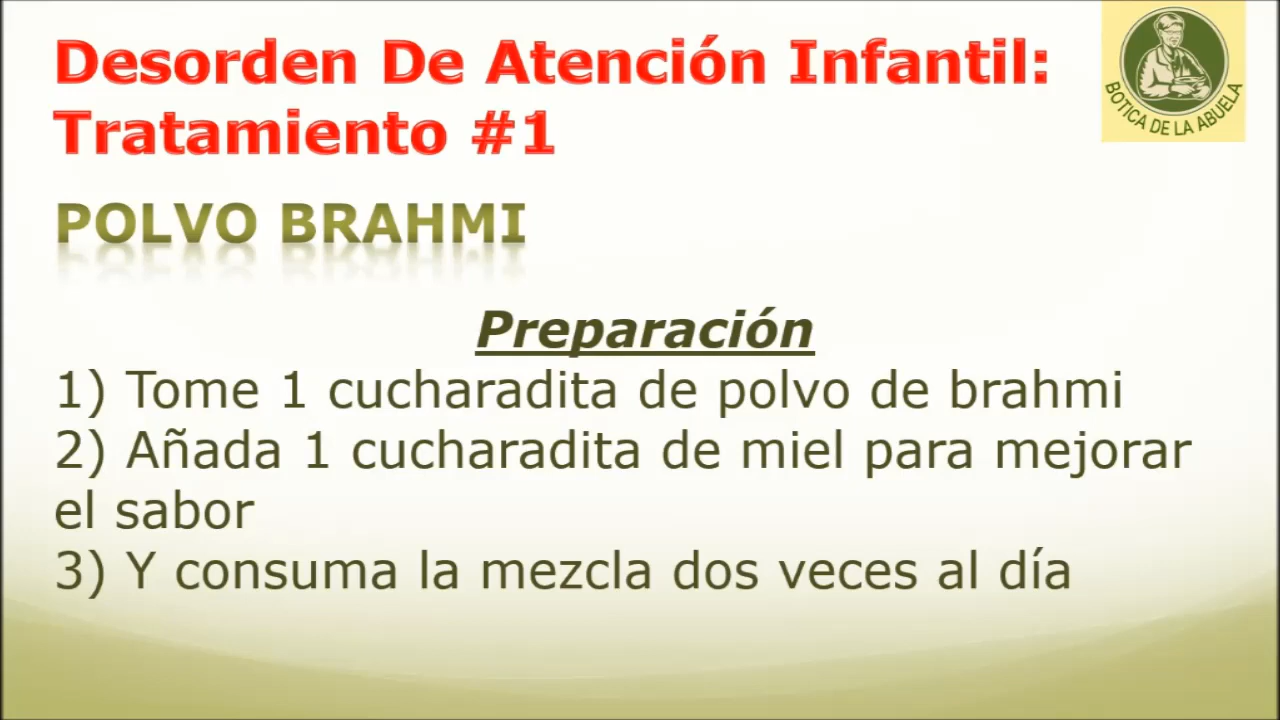 Desorden De Atención Infantil:
Tratamiento #1
BOTICA DE LA ABUELA
POLVO BRAHMI
Preparación
1) Tome 1 cucharadita de polvo de brahmi
2) Añada 1 cucharadita de miel para mejorar
el sabor
3) Y consuma la mezcla dos veces al día